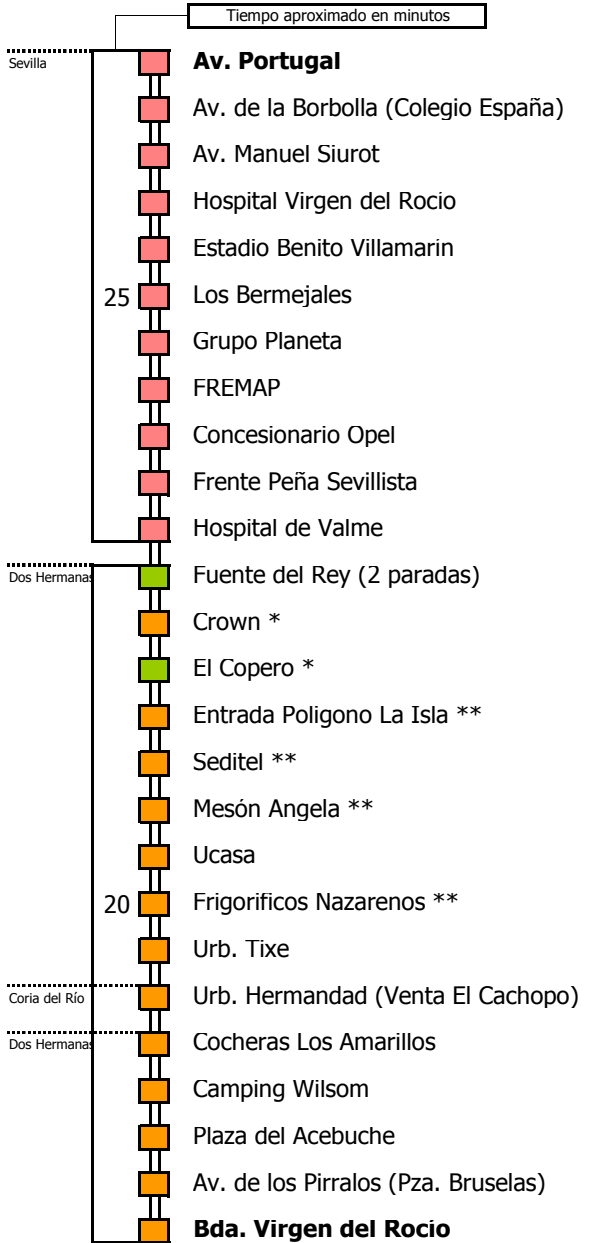 Tiempo aproximado en minutos
Sevilla
Av. Portugal
Av. de la Borbolla (Colegio España)
Av. Manuel Siurot
Hospital Virgen del Rocio
Estadio Benito Villamarin
25
Los Bermejales
Grupo Planeta
FREMAP
Concesionario Opel
Frente Peña Sevillista
Hospital de Valme
Dos Hermanas
Fuente del Rey (2 paradas)
Crown *
El Copero *
Entrada Poligono La Isla **
Seditel **
Mesón Angela **
Ucasa
20
Frigorificos Nazarenos **
Urb. Tixe
Coria del Río
Urb. Hermandad (Venta El Cachopo)
Dos Hermanas
Cocheras Los Amarillos
Camping Wilsom
Plaza del Acebuche
Av. de los Pirralos (Pza. Bruselas)
Bda. Virgen del Rocio